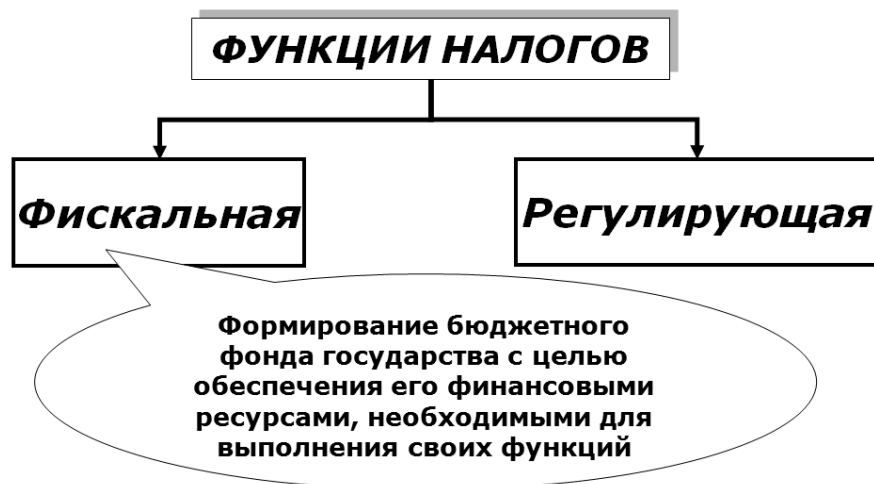 ФУНКЦИИ НАЛОГОВ
Фискальная
Регулирующая
Формирование бюджетного
фонда государства с целью
обеспечения его финансовыми
ресурсами, необходимыми для
выполнения своих функций